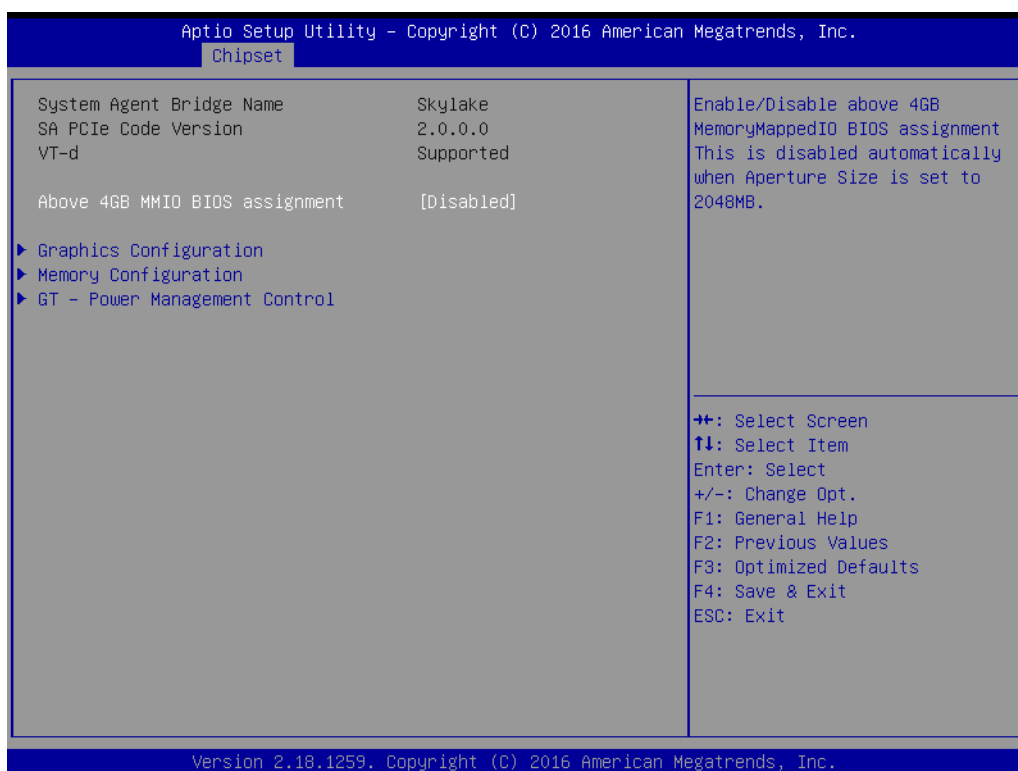 Aptio Setup Utility – Copyright (C) 2016 American Megatrends, Inc.
Chipset
System Agent Bridge Name Skylake
SA PCIe Code Version 2.0.0.0
VT-d Supported
Above 4GB MMIO BIOS assignment [Disabled]
▶ Graphics Configuration
▶ Memory Configuration
▶ GT – Power Management Control
Enable/Disable above 4GB
MemoryMappedIO BIOS assignment
This is disabled automatically
when Aperture Size is set to
2048MB.
→←: Select Screen
↑↓: Select Item
Enter: Select
+/-: Change Opt.
F1: General Help
F2: Previous Values
F3: Optimized Defaults
F4: Save & Exit
ESC: Exit
Version 2.18.1259. Copyright (C) 2016 American Megatrends, Inc.